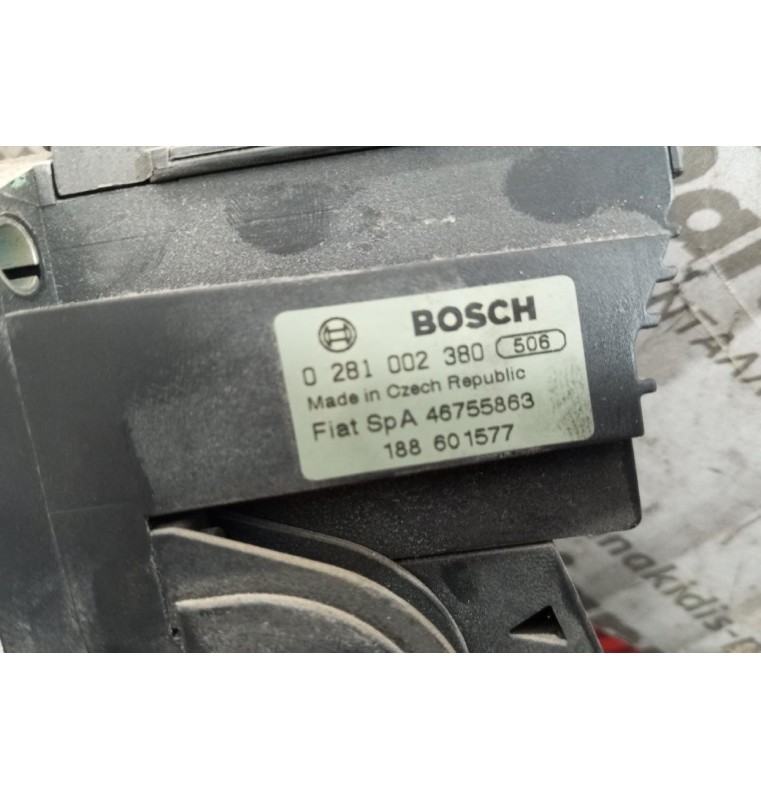 BOSCH
0 281 002 380 506
Made in Czech Republic
Fiat SpA 46755863
188 601577